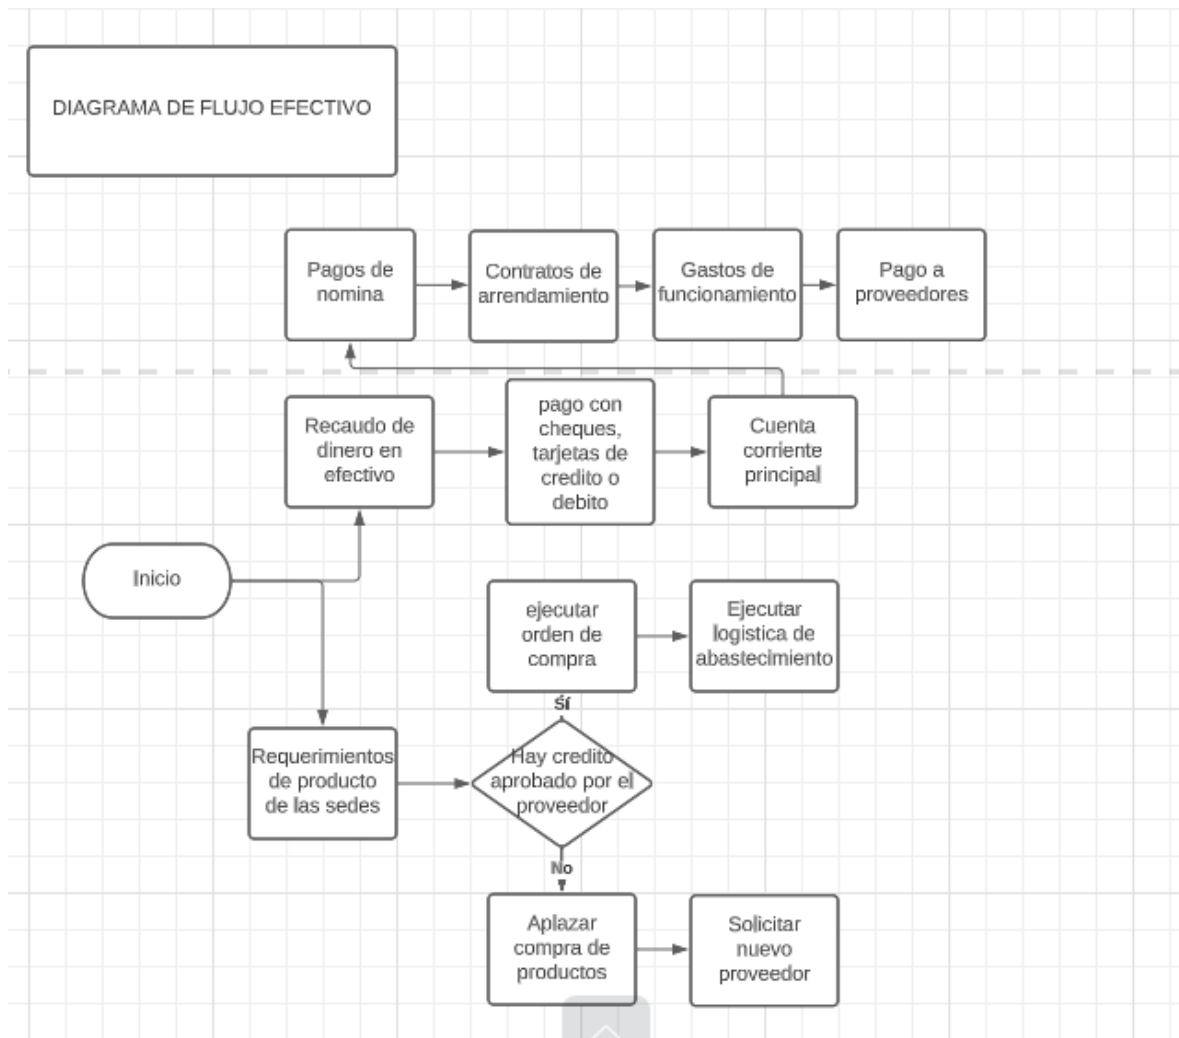 DIAGRAMA DE FLUJO EFECTIVO
Pagos de
nomina
Contratos de
arrendamiento
Gastos de
funcionamiento
Pago a
proveedores
Recaudo de
dinero en
efectivo
pago con
cheques,
tarjetas de
credito o
debito
Cuenta
corriente
principal
Inicio
ejecutar
orden de
compra
Ejecutar
logistica de
abastecimiento
Sí
Requerimientos
de producto
de las sedes
Hay credito
aprobado por el
proveedor
No
Aplazar
compra de
productos
Solicitar
nuevo
proveedor